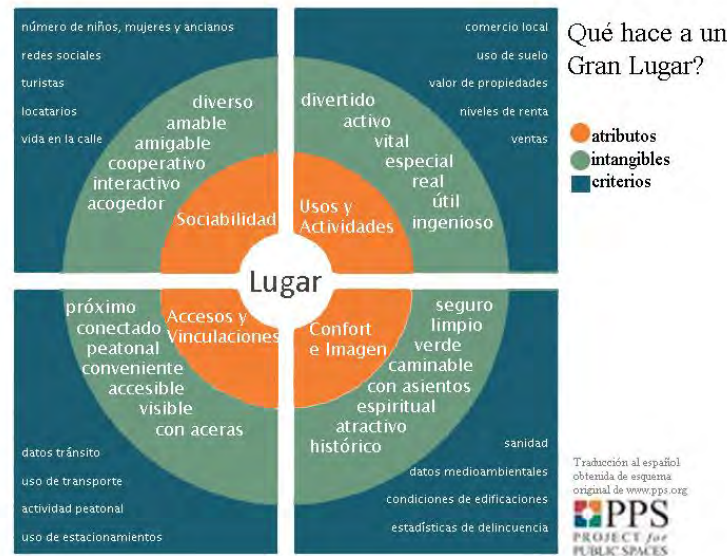 Qué hace a un
Gran Lugar?
atributos
intangibles
criterios
número de niños, mujeres y ancianos
redes sociales
turistas
locatarios
vida en la calle
diverso
amable
amigable
cooperativo
interactivo
acogedor
Sociabilidad
comercio local
uso de suelo
valor de propiedades
niveles de renta
ventas
divertido
activo
vital
especial
real
útil
ingenioso
Usos y
Actividades
Lugar
próximo
conectado
peatonal
conveniente
accesible
visible
con aceras
Accesos y
Vinculaciones
datos tránsito
uso de transporte
actividad peatonal
uso de estacionamientos
Confort
e Imagen
seguro
limpio
verde
caminable
con asientos
espiritual
atractivo
histórico
sanidad
datos medioambientales
condiciones de edificaciones
estadísticas de delincuencia
Traducción al español
obtenida de esquema
original de www.pps.org
PPS
PROJECT for
PUBLIC SPACES